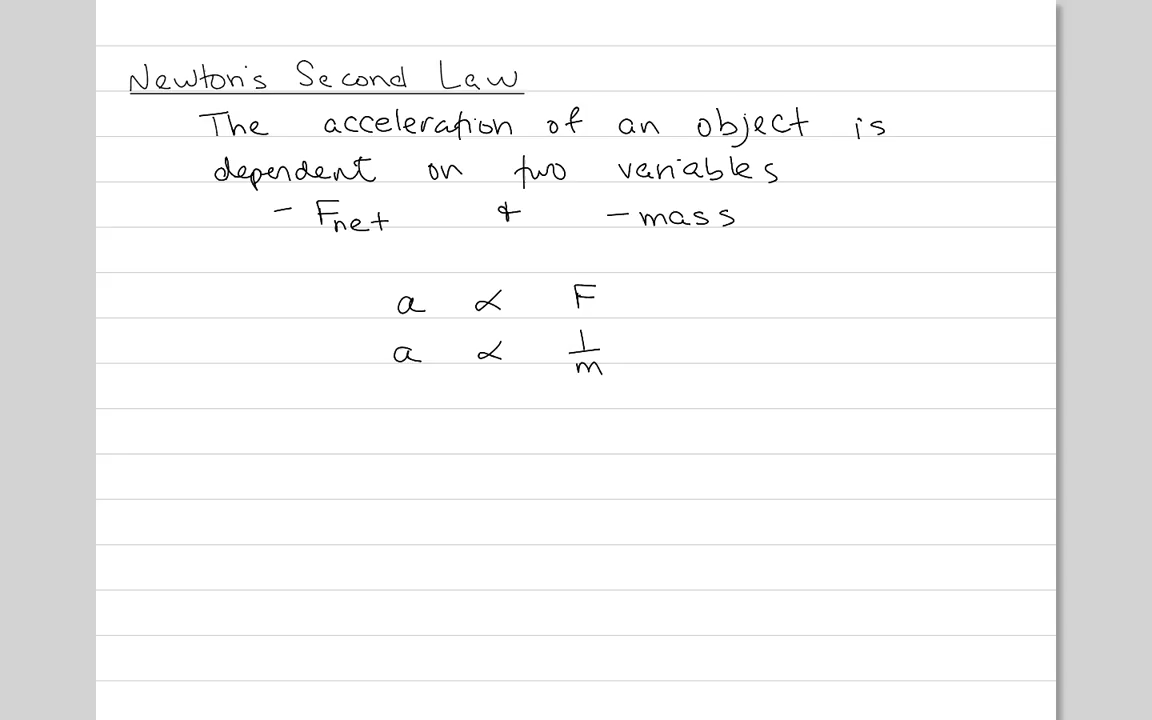 Newton's Second Law
The acceleration of an object is
dependent on two variables
- Fnet & - mass
a ∝ F
a ∝ 1/m